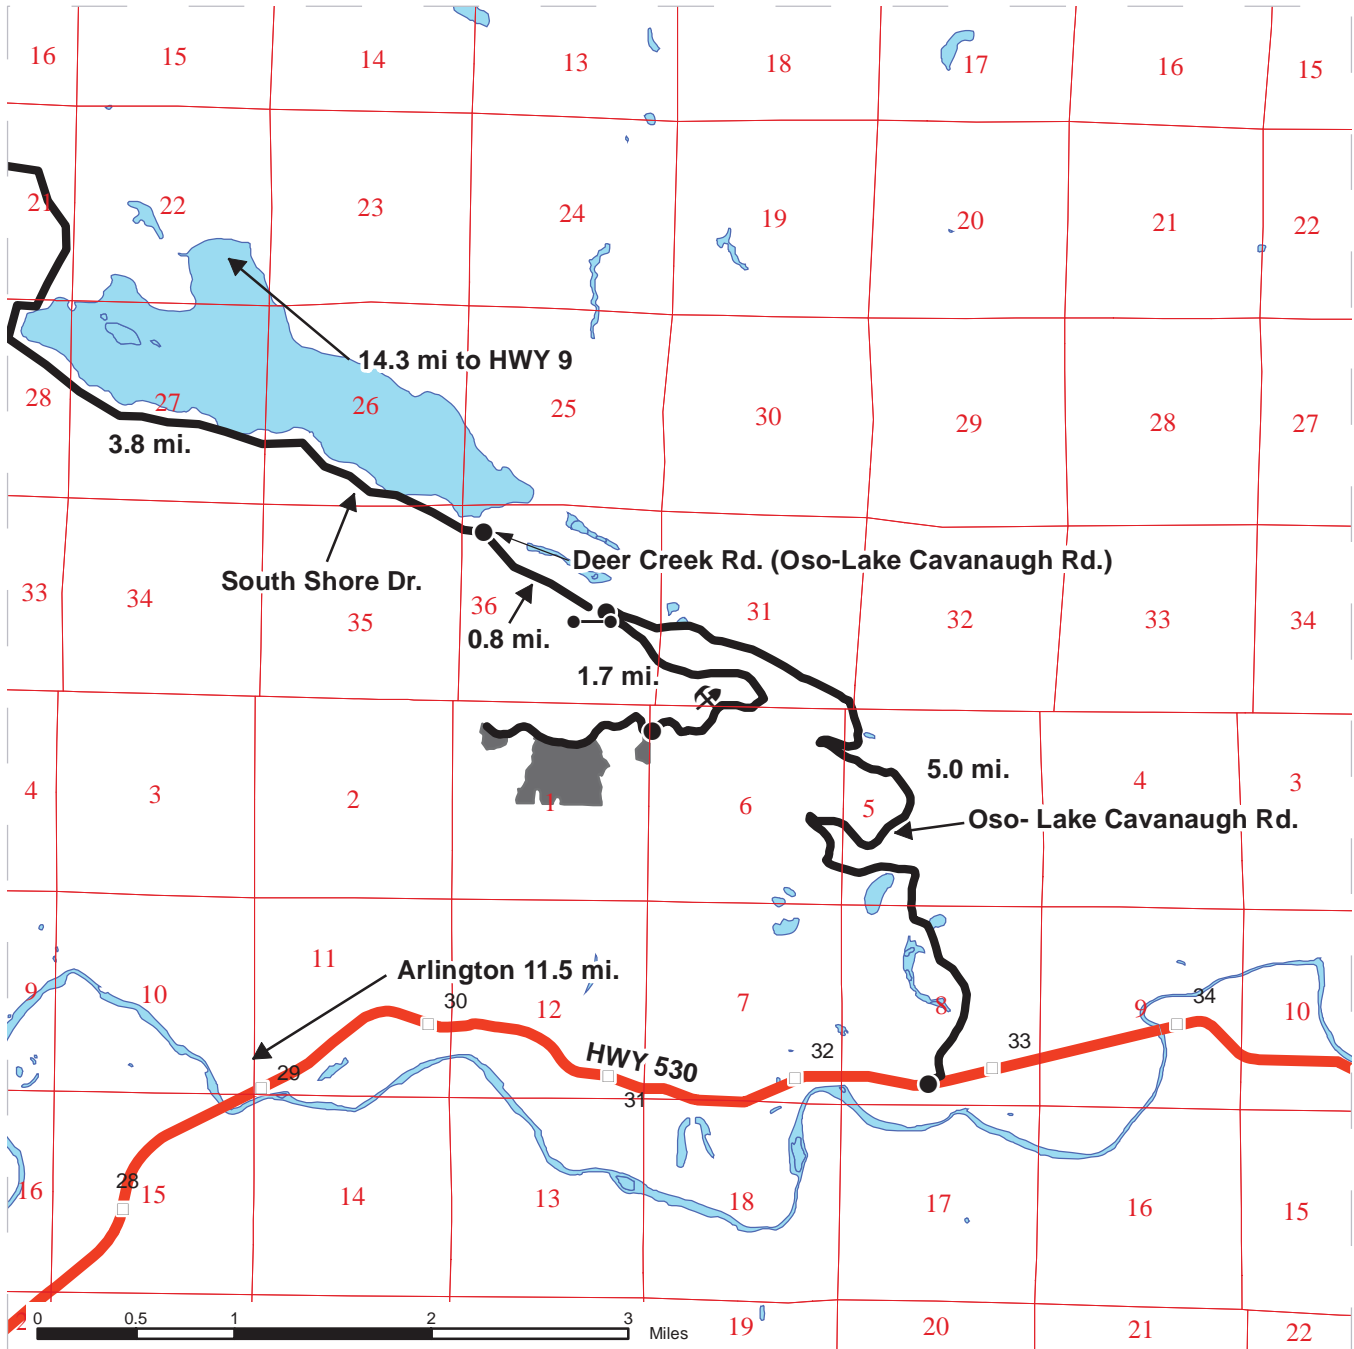 16 15 14 13 18 17 16 15
21 22 23 24 19 20 21 22
14.3 mi to HWY 9
28 27 26 25 30 29 28 27
3.8 mi.
Deer Creek Rd. (Oso-Lake Cavanaugh Rd.)
South Shore Dr.
33 34 35 36 31 32 33 34
0.8 mi.
1.7 mi.
5.0 mi.
4 3 2 1 6 5 4 3
Oso- Lake Cavanaugh Rd.
Arlington 11.5 mi.
9 10 11 12 7 8 9 10
30 34
HWY 530
29 31 32 33
28
16 15 14 13 18 17 16 15
0 0.5 1 2 3
Miles
19 20 21 22